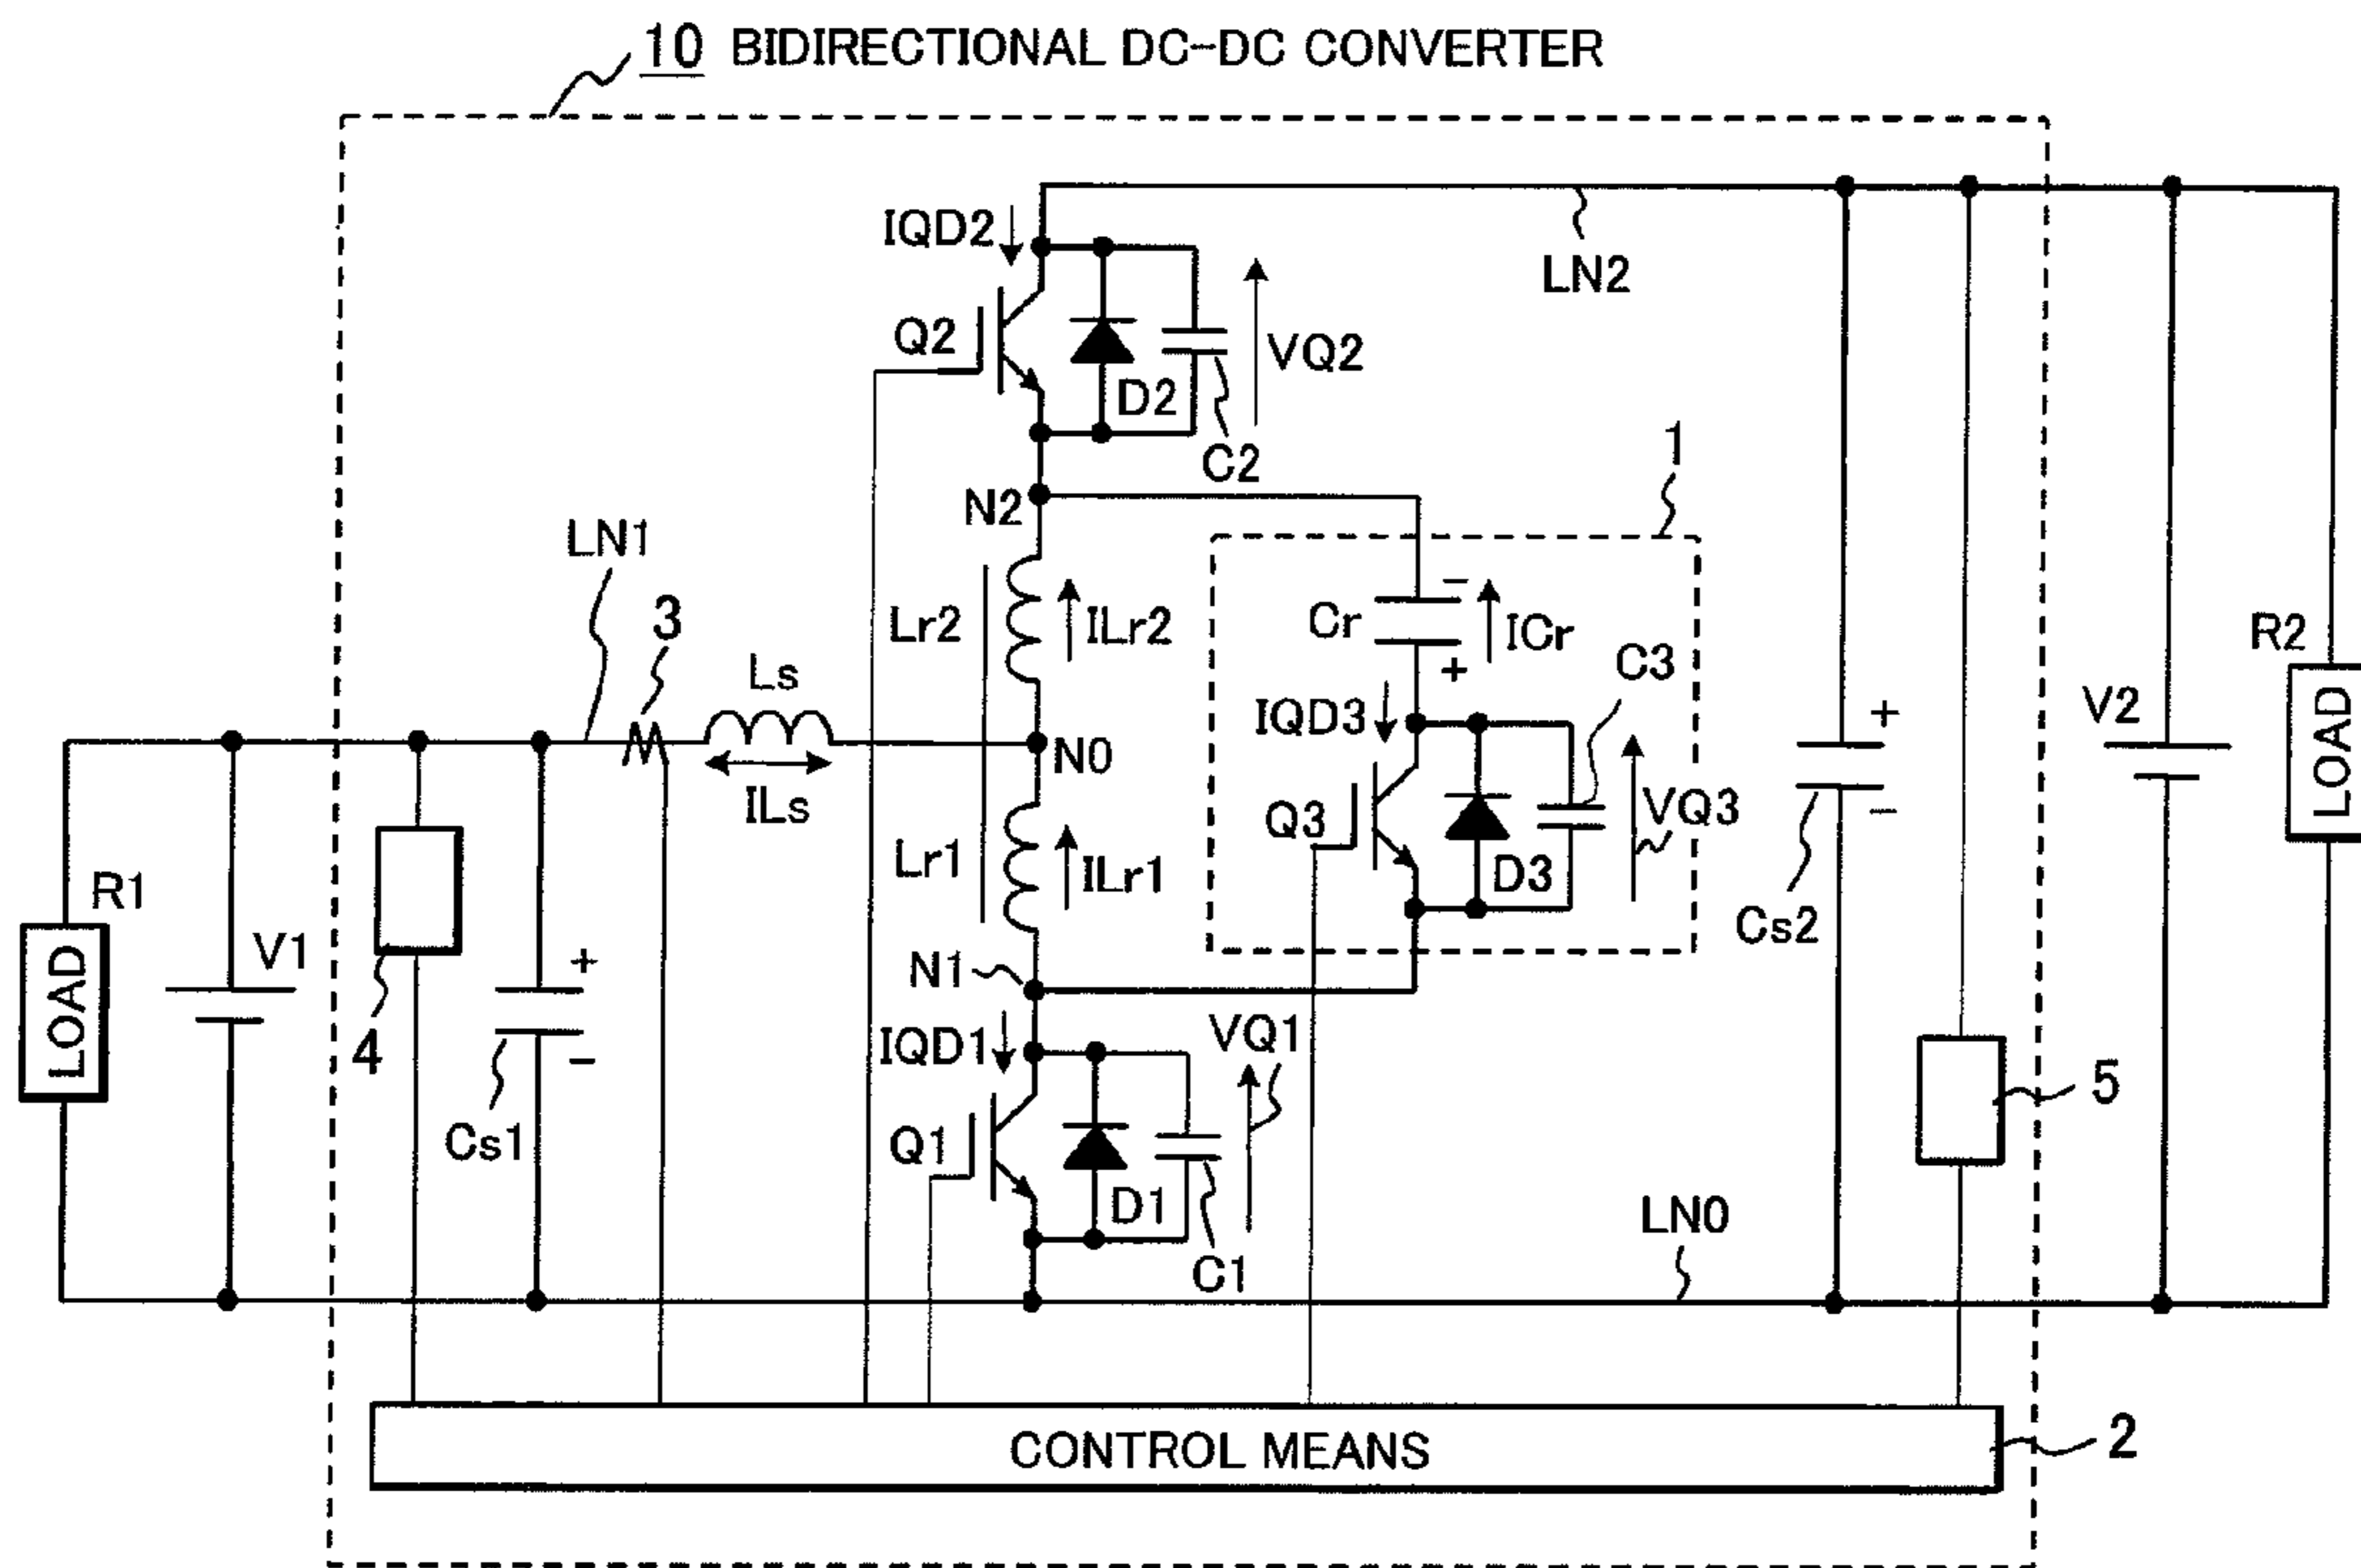 10 BIDIRECTIONAL DC-DC CONVERTER
IQD2
LN2
Q2
D2
VQ2
C2
1
N2
LN1
3
Lr2
ILr2
Cr
−
+
ICr
C3
R2
LOAD
Ls
ILs
N0
IQD3
Q3
D3
VQ3
V2
+
−
Cs2
R1
LOAD
V1
4
+
−
Cs1
Lr1
ILr1
N1
IQD1
VQ1
Q1
D1
C1
LN0
5
CONTROL MEANS
2